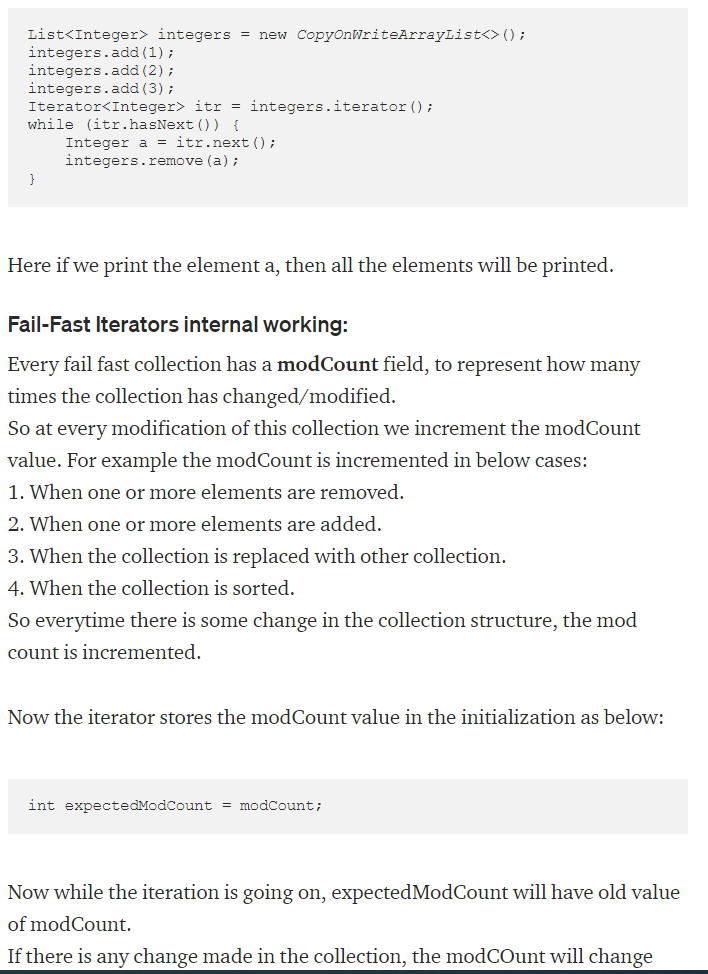 List<Integer> integers = new CopyOnWriteArrayList<>();
integers.add(1);
integers.add(2);
integers.add(3);
Iterator<Integer> itr = integers.iterator();
while (itr.hasNext()) {
    Integer a = itr.next();
    integers.remove(a);
}
Here if we print the element a, then all the elements will be printed.
Fail-Fast Iterators internal working:
Every fail fast collection has a modCount field, to represent how many
times the collection has changed/modified.
So at every modification of this collection we increment the modCount
value. For example the modCount is incremented in below cases:
1. When one or more elements are removed.
2. When one or more elements are added.
3. When the collection is replaced with other collection.
4. When the collection is sorted.
So everytime there is some change in the collection structure, the mod
count is incremented.
Now the iterator stores the modCount value in the initialization as below:
int expectedModCount = modCount;
Now while the iteration is going on, expectedModCount will have old value
of modCount.
If there is any change made in the collection, the modCOunt will change